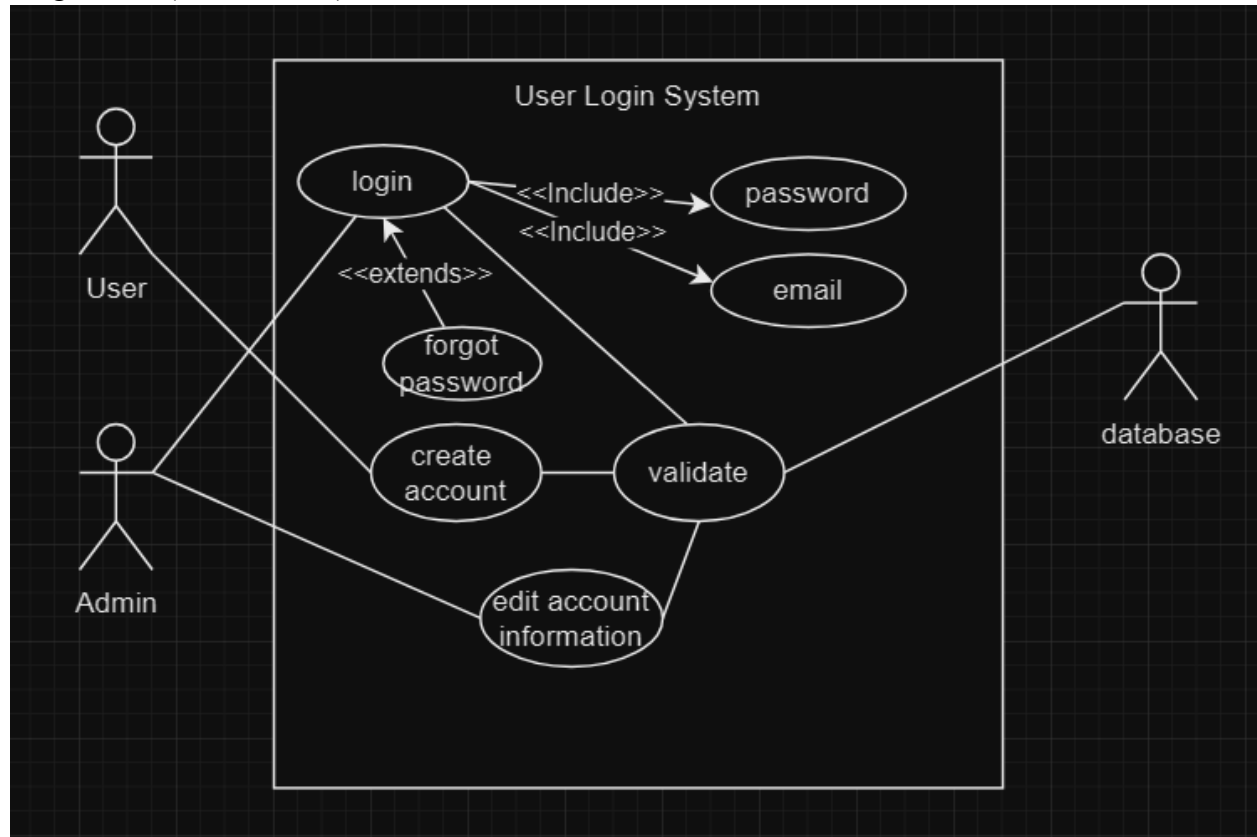 User Login System
login
<<Include>>
password
<<Include>>
email
User
<<extends>>
forgot
password
database
create
account
validate
Admin
edit account
information